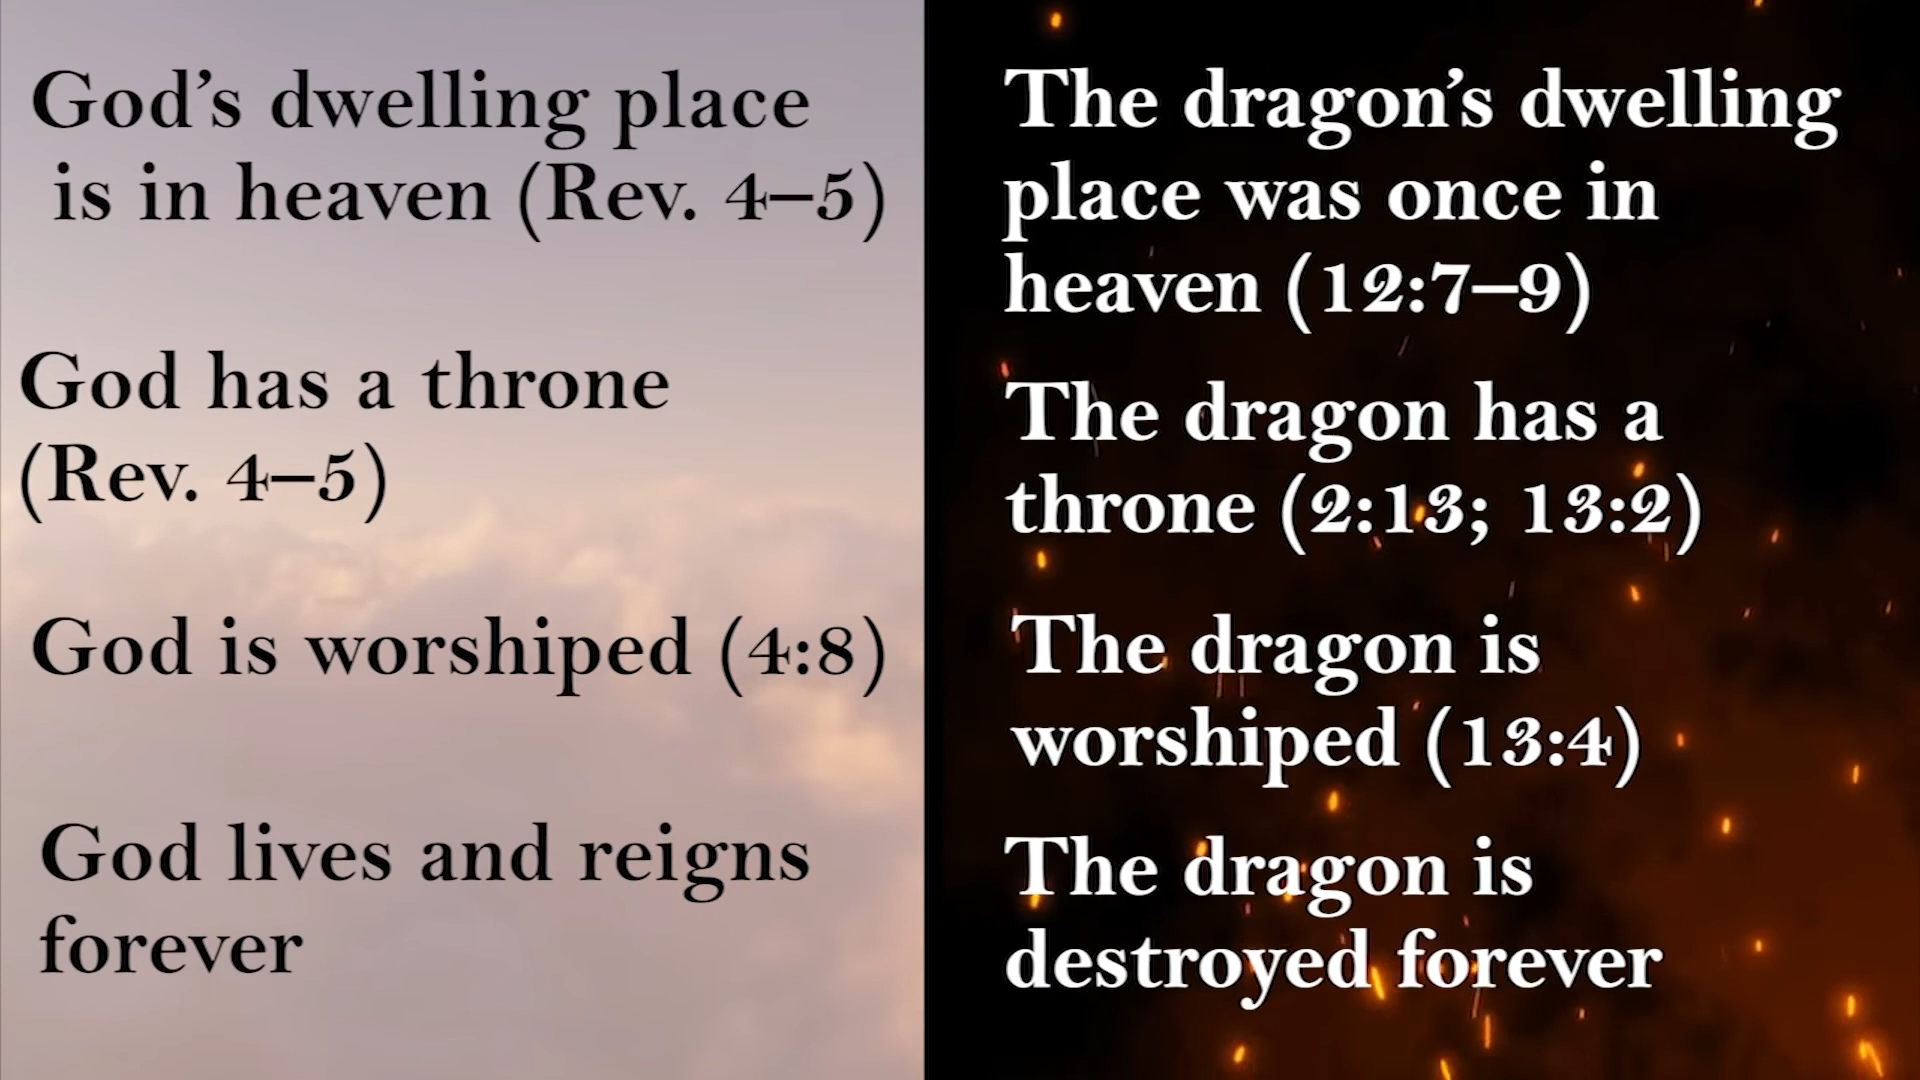 God’s dwelling place
is in heaven (Rev. 4–5)
God has a throne
(Rev. 4–5)
God is worshiped (4:8)
God lives and reigns
forever
The dragon’s dwelling
place was once in
heaven (12:7–9)
The dragon has a
throne (2:13; 13:2)
The dragon is
worshiped (13:4)
The dragon is
destroyed forever